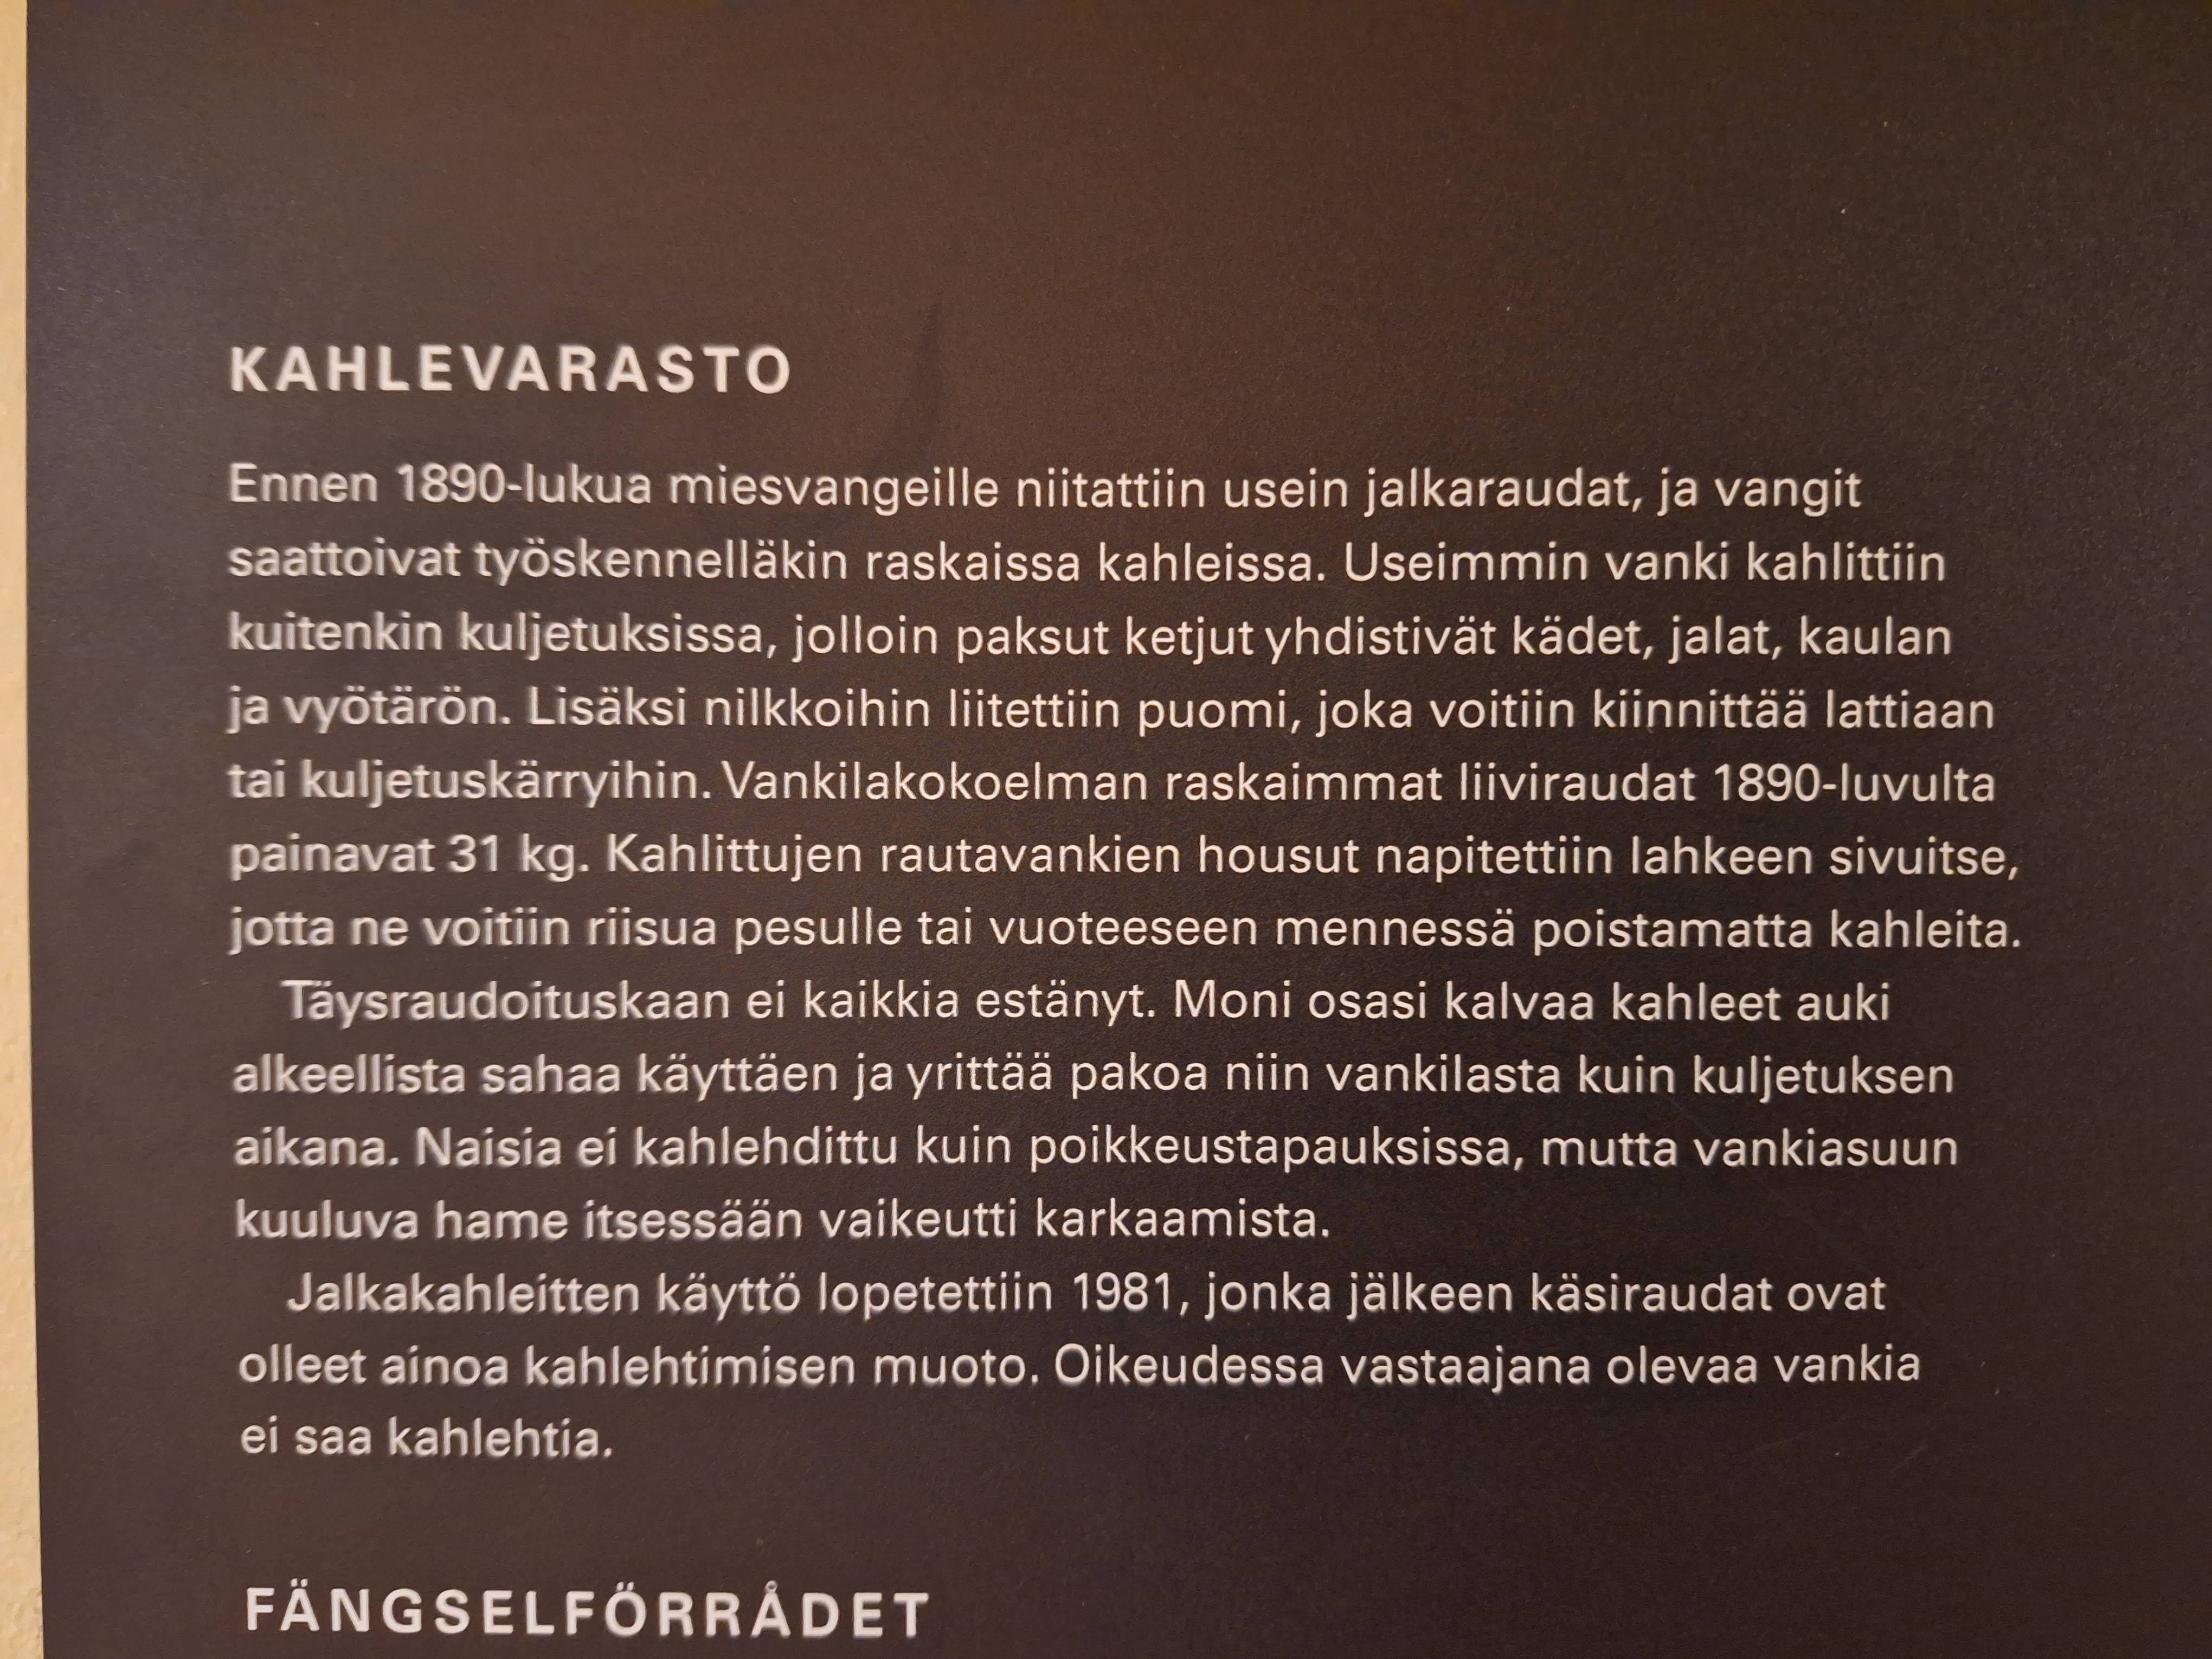 KAHLEVARASTO
Ennen 1890-lukua miesvangeille niitattiin usein jalkaraudat, ja vangit
saattoivat työskennelläkin raskaissa kahleissa. Useimmin vanki kahlittiin
kuitenkin kuljetuksissa, jolloin paksut ketjut yhdistivät kädet, jalat, kaulan
ja vyötärön. Lisäksi nilkkoihin liitettiin puomi, joka voitiin kiinnittää lattiaan
tai kuljetuskärryihin. Vankilakokoelman raskaimmat liiviraudat 1890-luvulta
painavat 31 kg. Kahlittujen rautavankien housut napitettiin lahkeen sivuitse,
jotta ne voitiin riisua pesulle tai vuoteeseen mennessä poistamatta kahleita.
Täysraudoituskaan ei kaikkia estänyt. Moni osasi kalvaa kahleet auki
alkeellista sahaa käyttäen ja yrittää pakoa niin vankilasta kuin kuljetuksen
aikana. Naisia ei kahlehdittu kuin poikkeustapauksissa, mutta vankiasuun
kuuluva hame itsessään vaikeutti karkaamista.
Jalkakahleitten käyttö lopetettiin 1981, jonka jälkeen käsiraudat ovat
olleet ainoa kahlehtimisen muoto. Oikeudessa vastaajana olevaa vankia
ei saa kahlehtia.
FÄNGSELFÖRRÅDET